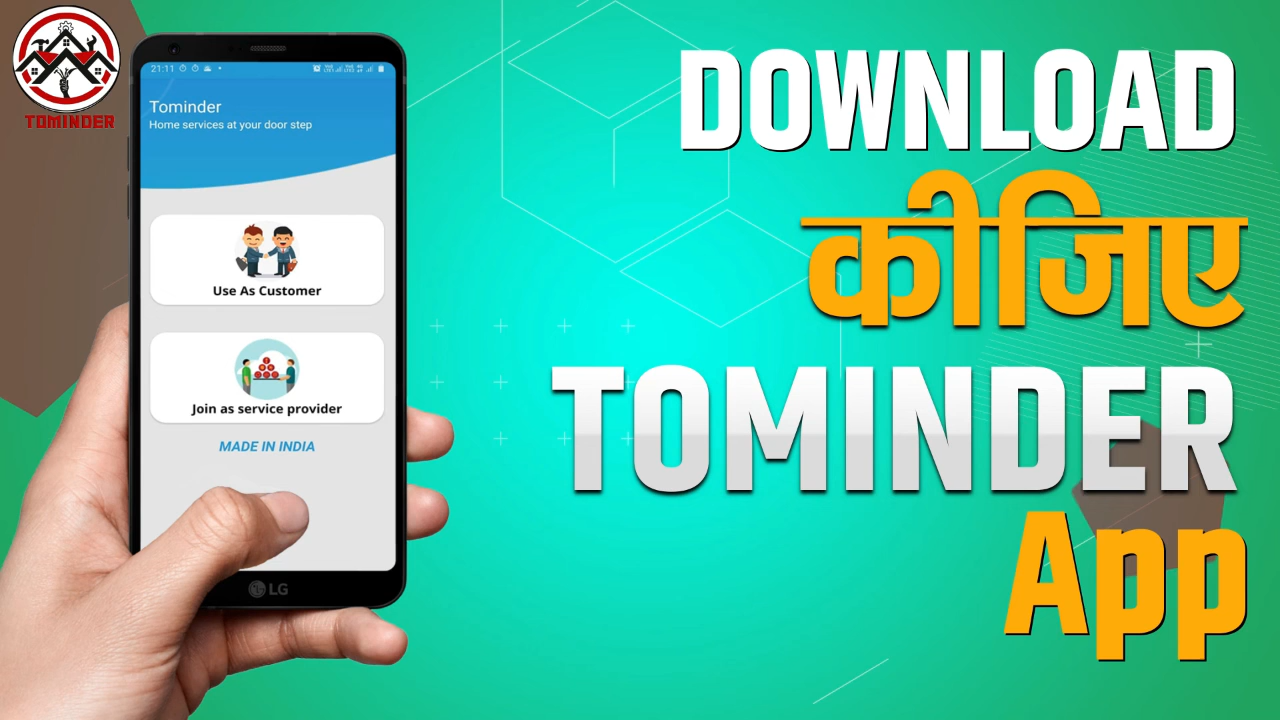 TOMINDER
21:11
Tominder
Home services at your door step
Use As Customer
Join as service provider
MADE IN INDIA
LG
DOWNLOAD
कीजिए
TOMINDER
App